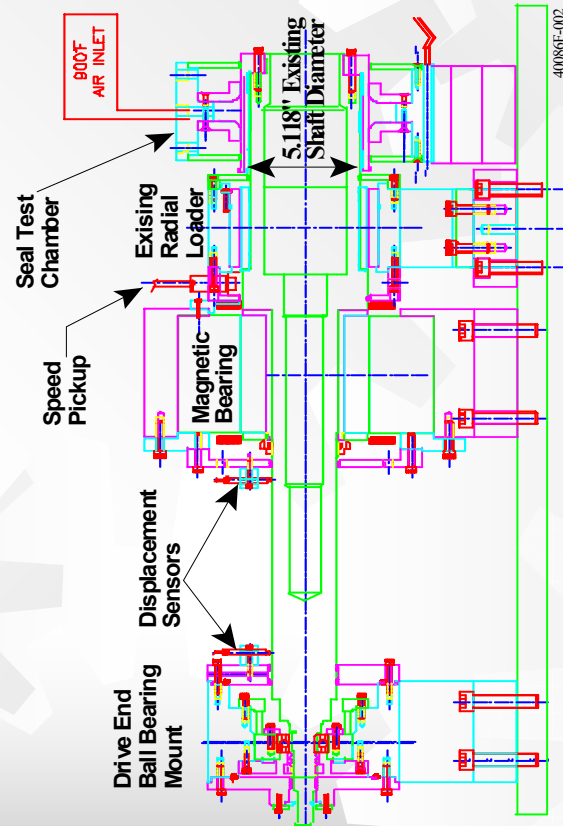 Seal Test
Chamber
Speed
Pickup
900°F
AIR INLET
Drive End
Ball Bearing
Mount
Displacement
Sensors
Exising
Radial
Loader
Magnetic
Bearing
5.118" Existing
Shaft Diameter
40086F-002